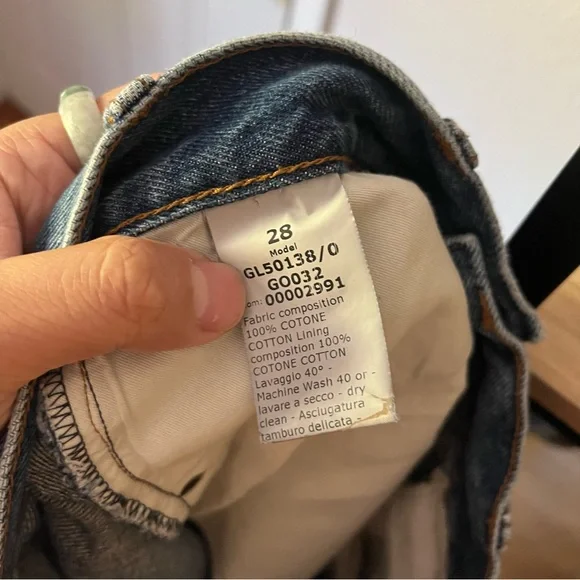 28
Model
GL50138/0
GO032
om: 00002991
Fabric composition
100% COTONE
COTTON Lining
composition 100%
COTONE COTTON
Lavaggio 40° -
Machine Wash 40 or -
lavare a secco - dry
clean - Asciugatura
tamburo delicata -